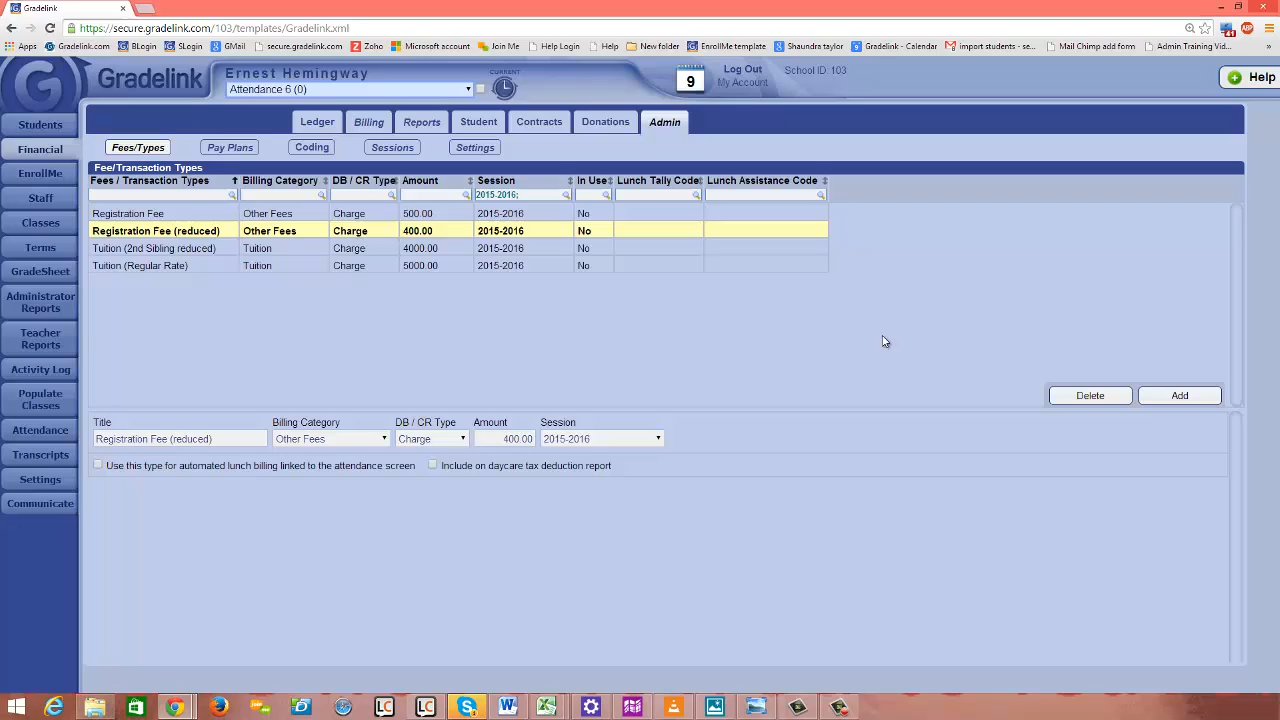 Gradelink
https://secure.gradelink.com/103/templates/Gradelink.xml
Apps Gradelink.com BLogin SLogin GMail secure.gradelink.com Zoho Microsoft account Join Me Help Login Help New folder EnrollMe template Shaundra taylor Gradelink - Calendar import students - se... Mail Chimp add form Admin Training Vid... »
G Gradelink Ernest Hemingway CURRENT 9 Log Out School ID: 103 Help
Attendance 6 (0) My Account
Students
Financial
EnrollMe
Staff
Classes
Terms
GradeSheet
Administrator
Reports
Teacher
Reports
Activity Log
Populate
Classes
Attendance
Transcripts
Settings
Communicate
Ledger Billing Reports Student Contracts Donations Admin
Fees/Types Pay Plans Coding Sessions Settings
Fee/Transaction Types
Fees / Transaction Types Billing Category DB / CR Type Amount Session In Use Lunch Tally Code Lunch Assistance Code
2015-2016;
Registration Fee Other Fees Charge 500.00 2015-2016 No
Registration Fee (reduced) Other Fees Charge 400.00 2015-2016 No
Tuition (2nd Sibling reduced) Tuition Charge 4000.00 2015-2016 No
Tuition (Regular Rate) Tuition Charge 5000.00 2015-2016 No
Delete Add
Title Billing Category DB / CR Type Amount Session
Registration Fee (reduced) Other Fees Charge 400.00 2015-2016
Use this type for automated lunch billing linked to the attendance screen Include on daycare tax deduction report